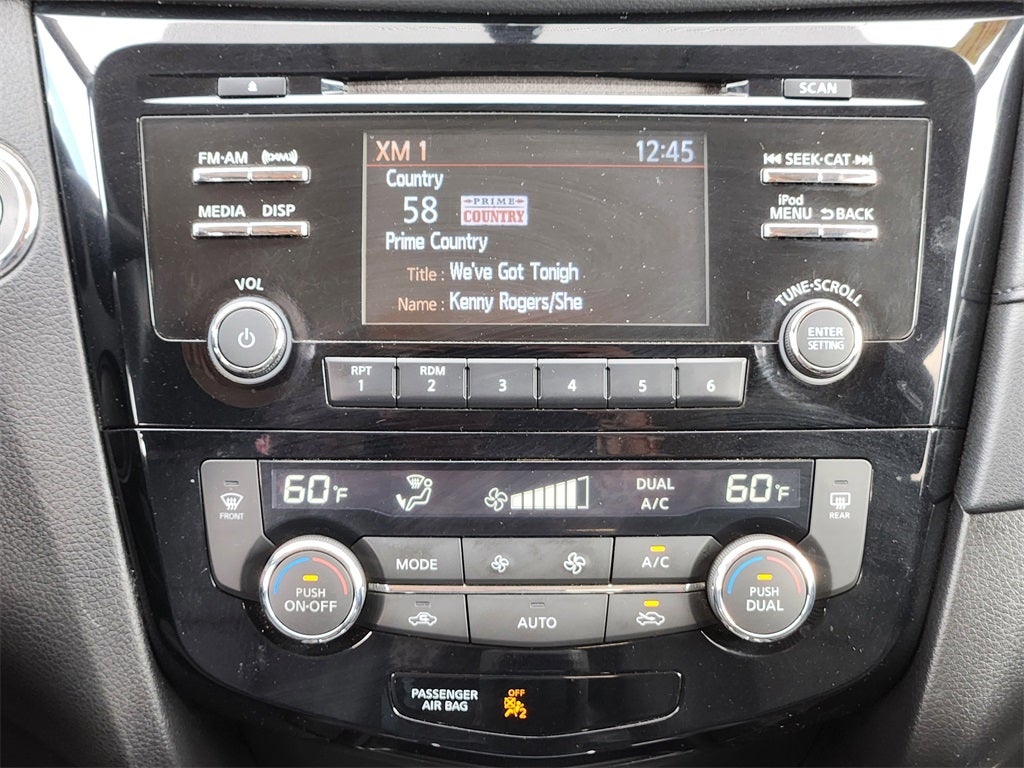 SCAN
FM·AM
SEEK·CAT
XM 1 12:45
Country
58 PRIME
COUNTRY
Prime Country
Title : We've Got Tonigh
Name : Kenny Rogers/She
MEDIA DISP
iPod
MENU BACK
VOL
TUNE·SCROLL
ENTER
SETTING
RPT
1
RDM
2
3
4
5
6
FRONT
60°F
DUAL
A/C
60°F
REAR
PUSH
ON·OFF
MODE
A/C
PUSH
DUAL
AUTO
PASSENGER
AIR BAG
OFF
2